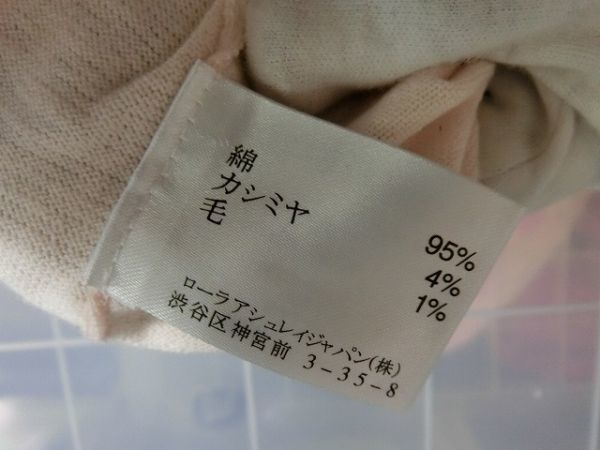 綿 95%
カシミヤ 4%
毛 1%
ローラアシュレイジャパン(株)
渋谷区神宮前 3-35-8